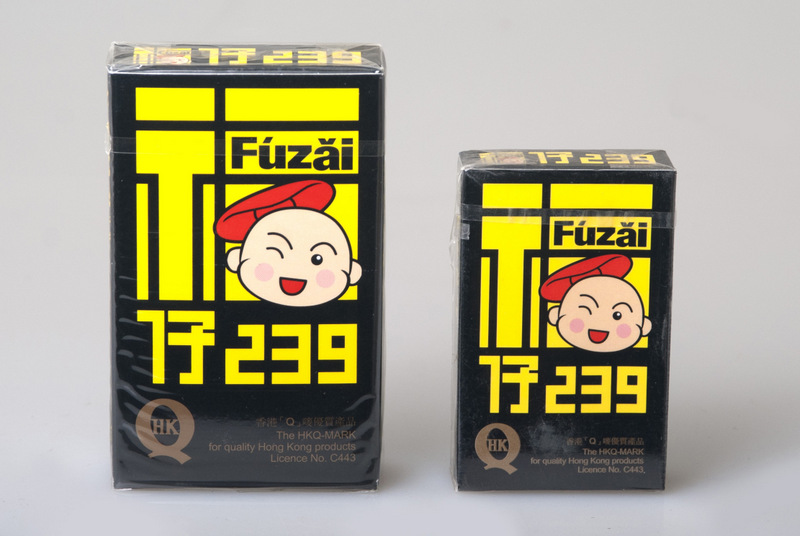 仔239
福
Fúzǎi
仔239
HK
香港「Q」嘜優質產品
The HKQ-MARK
for quality Hong Kong products
Licence No. C443
仔239
福
Fúzǎi
仔239
HK
香港「Q」嘜優質產品
The HKQ-MARK
for quality Hong Kong products
Licence No. C443